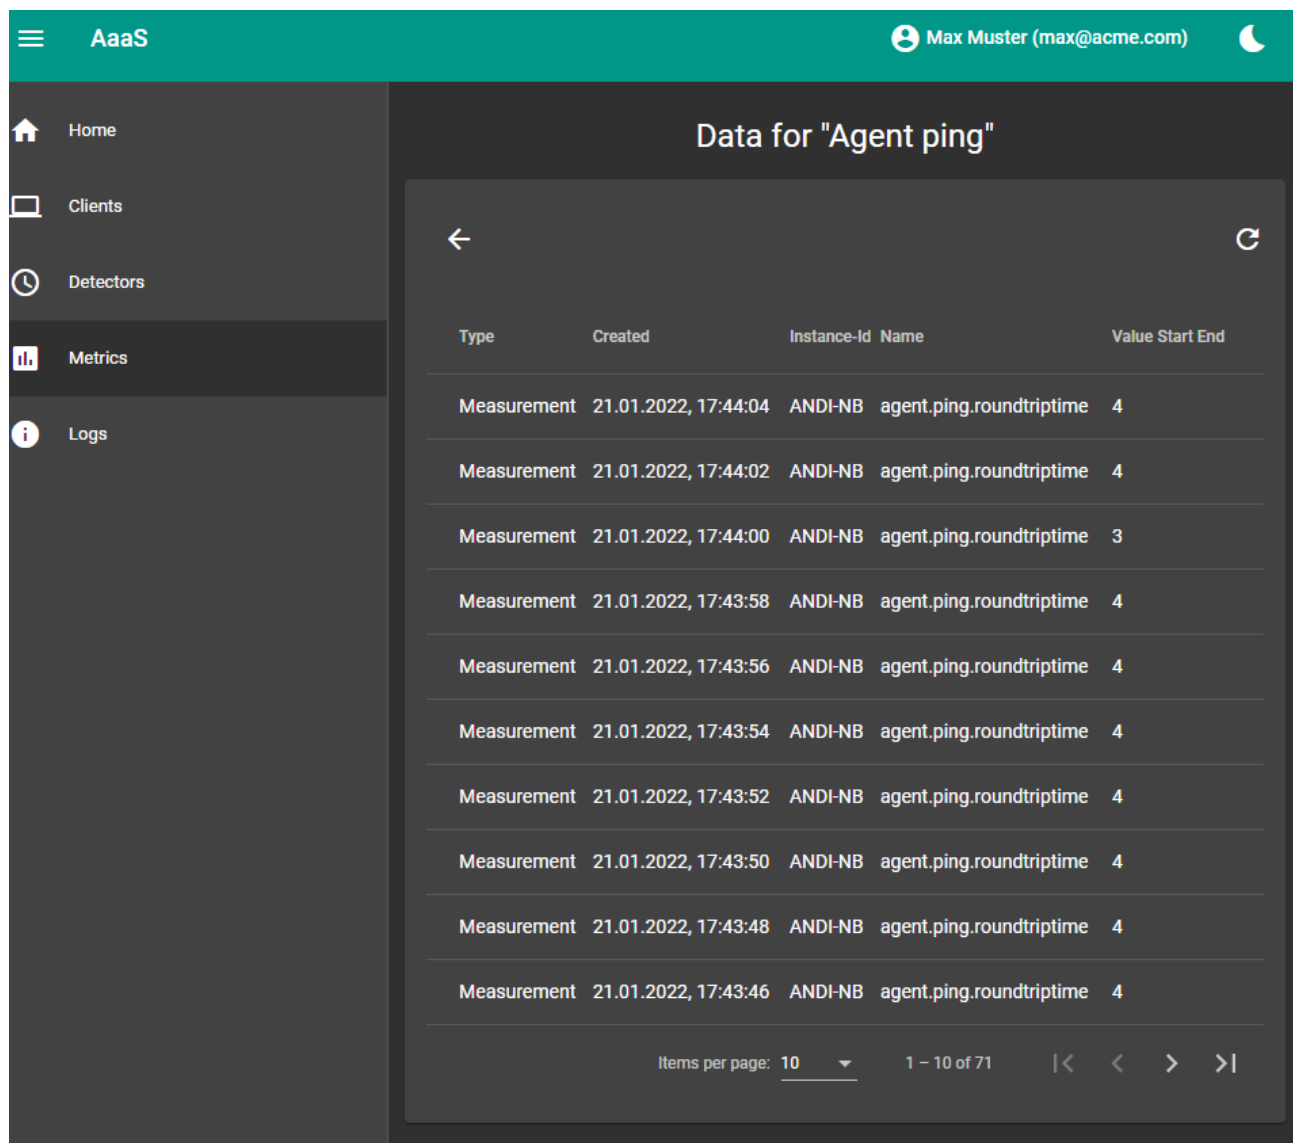 AaaS
Max Muster (max@acme.com)
Home
Clients
Detectors
Metrics
Logs
Data for "Agent ping"
Type Created Instance-Id Name Value Start End
Measurement 21.01.2022, 17:44:04 ANDI-NB agent.ping.roundtriptime 4
Measurement 21.01.2022, 17:44:02 ANDI-NB agent.ping.roundtriptime 4
Measurement 21.01.2022, 17:44:00 ANDI-NB agent.ping.roundtriptime 3
Measurement 21.01.2022, 17:43:58 ANDI-NB agent.ping.roundtriptime 4
Measurement 21.01.2022, 17:43:56 ANDI-NB agent.ping.roundtriptime 4
Measurement 21.01.2022, 17:43:54 ANDI-NB agent.ping.roundtriptime 4
Measurement 21.01.2022, 17:43:52 ANDI-NB agent.ping.roundtriptime 4
Measurement 21.01.2022, 17:43:50 ANDI-NB agent.ping.roundtriptime 4
Measurement 21.01.2022, 17:43:48 ANDI-NB agent.ping.roundtriptime 4
Measurement 21.01.2022, 17:43:46 ANDI-NB agent.ping.roundtriptime 4
Items per page: 10 1 – 10 of 71